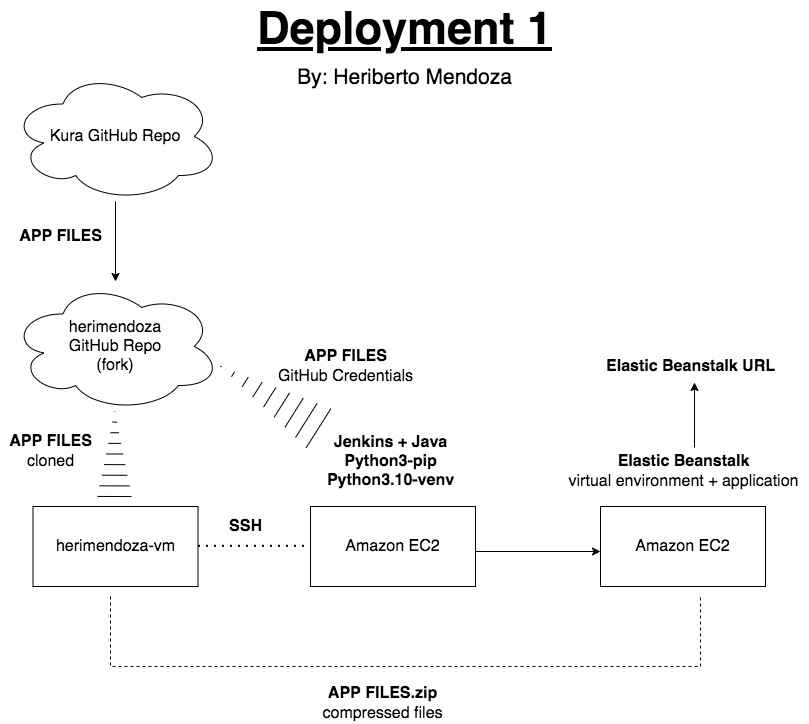 Deployment 1
By: Heriberto Mendoza
Kura GitHub Repo
APP FILES
herimendoza
GitHub Repo
(fork)
APP FILES
GitHub Credentials
Elastic Beanstalk URL
APP FILES
cloned
Jenkins + Java
Python3-pip
Python3.10-venv
Elastic Beanstalk
virtual environment + application
herimendoza-vm
SSH
Amazon EC2
Amazon EC2
APP FILES.zip
compressed files